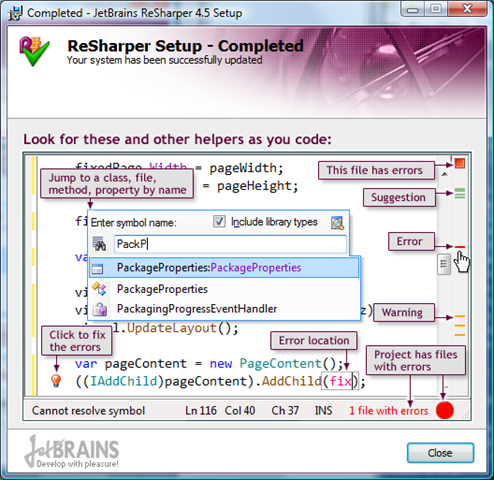 Completed - JetBrains ReSharper 4.5 Setup
ReSharper Setup - Completed
Your system has been successfully updated
Look for these and other helpers as you code:
fixedPage.Width = pageWidth;
= pageHeight;
This file has errors
Jump to a class, file,
method, property by name
Suggestion
Enter symbol name:
Include library types
PackP
Error
PackageProperties:PackageProperties
PackageProperties
PackagingProgressEventHandler
Warning
l.UpdateLayout();
Click to fix
the errors
Error location
var pageContent = new PageContent();
((IAddChild)pageContent).AddChild(fix);
Project has files
with errors
Cannot resolve symbol Ln 116 Col 40 Ch 37 INS 1 file with errors
JetBRAINS
Develop with pleasure!
Close